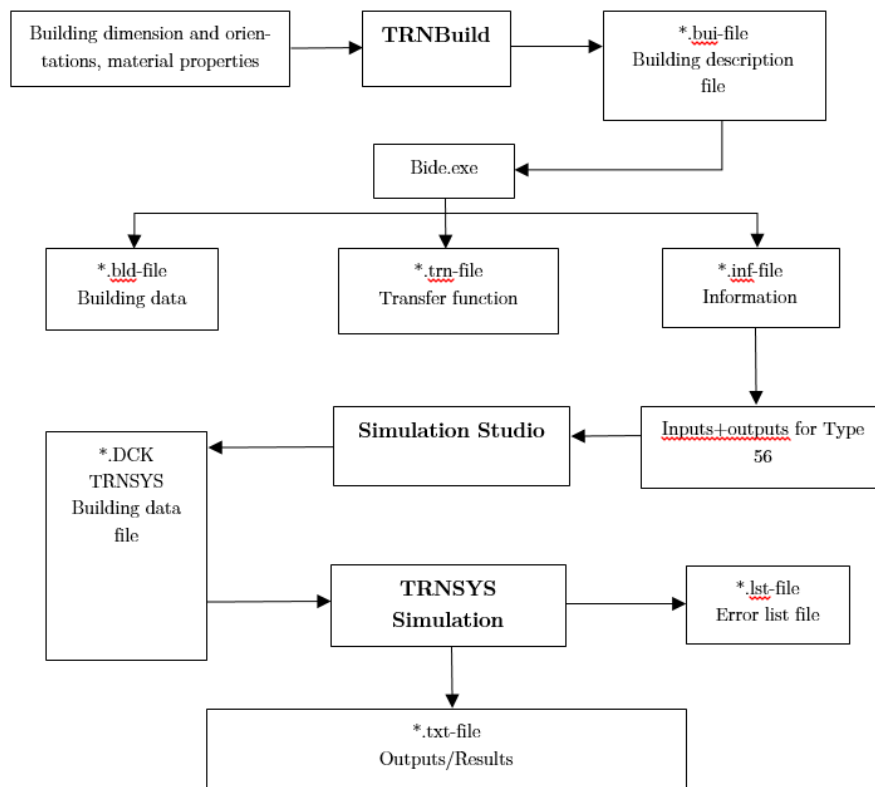 Building dimension and orien-
tations, material properties
TRNBuild
*.bui-file
Building description
file
Bide.exe
*.bld-file
Building data
*.trn-file
Transfer function
*.inf-file
Information
Inputs+outputs for Type
56
Simulation Studio
*.DCK
TRNSYS
Building data
file
TRNSYS
Simulation
*.lst-file
Error list file
*.txt-file
Outputs/Results